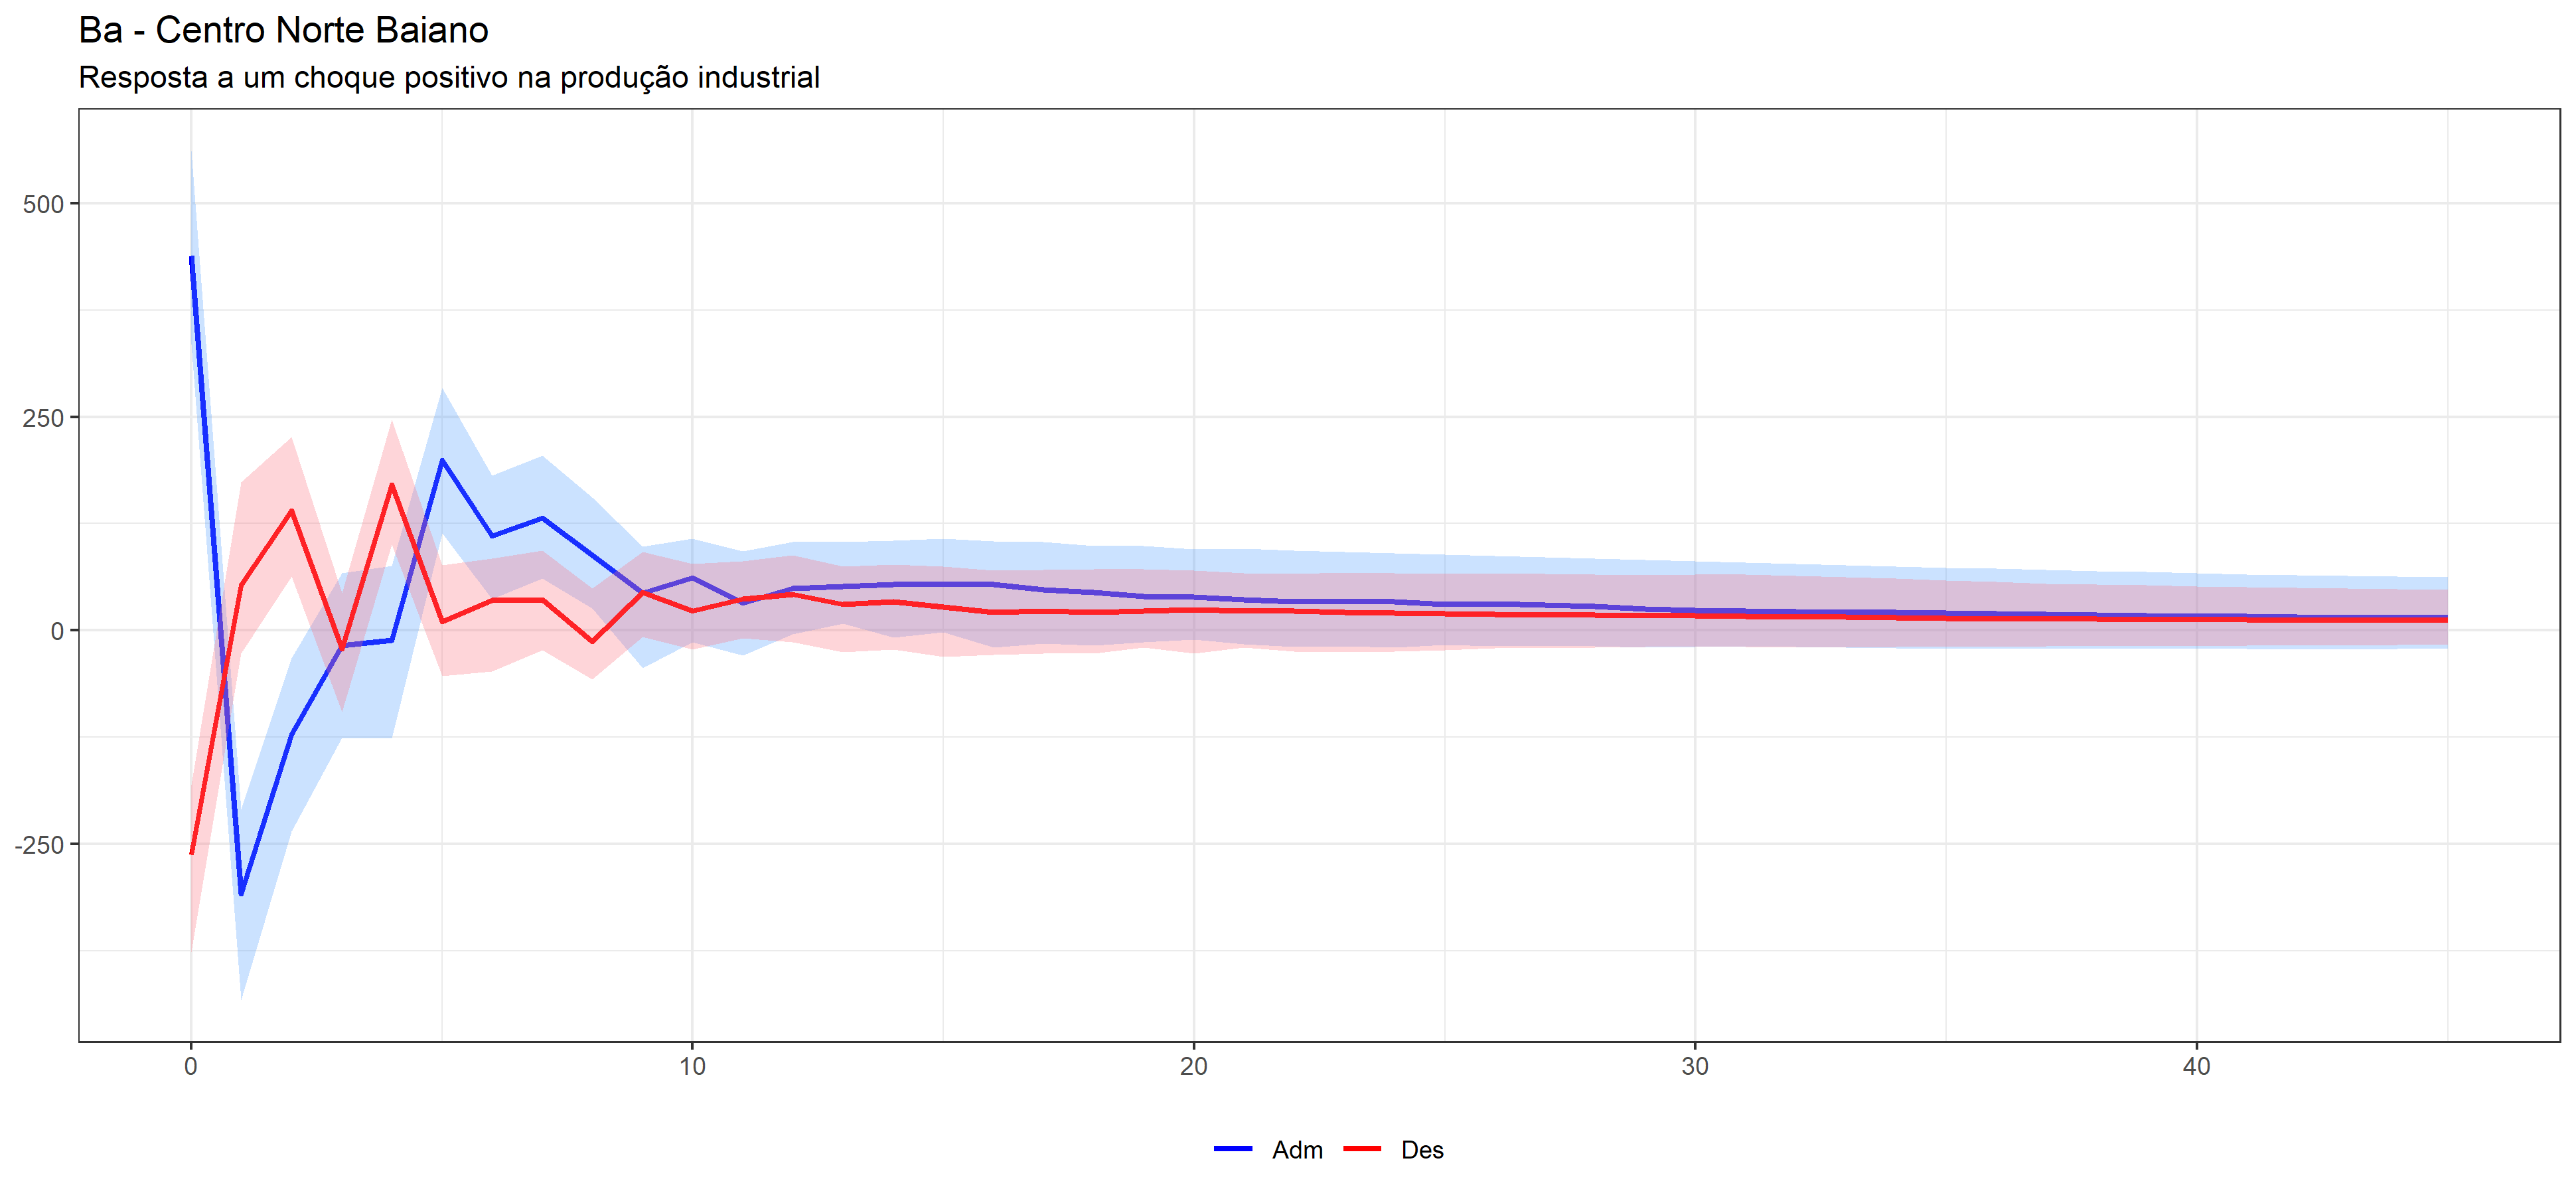 Ba - Centro Norte Baiano
Resposta a um choque positivo na produção industrial
500
250
0
-250
0 10 20 30 40
Adm Des